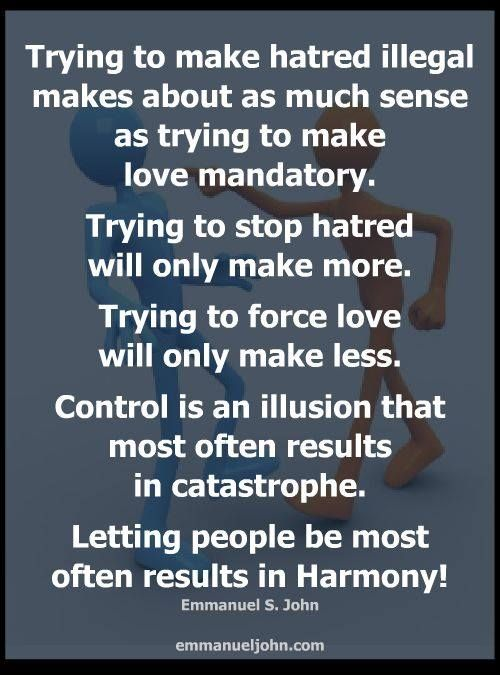 Trying to make hatred illegal
makes about as much sense
as trying to make
love mandatory.
Trying to stop hatred
will only make more.
Trying to force love
will only make less.
Control is an illusion that
most often results
in catastrophe.
Letting people be most
often results in Harmony!
Emmanuel S. John
emmanueljohn.com